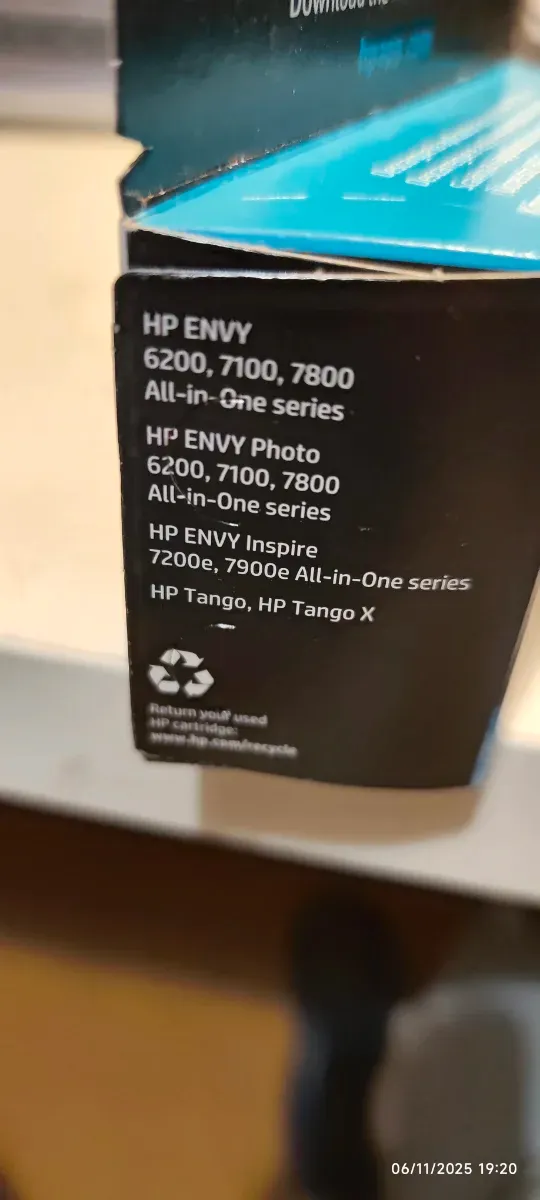 Download the
HP ENVY
6200, 7100, 7800
All-in-One series
HP ENVY Photo
6200, 7100, 7800
All-in-One series
HP ENVY Inspire
7200e, 7900e All-in-One series
HP Tango, HP Tango X
Return your used
HP cartridge:
www.hp.com/recycle
06/11/2025 19:20